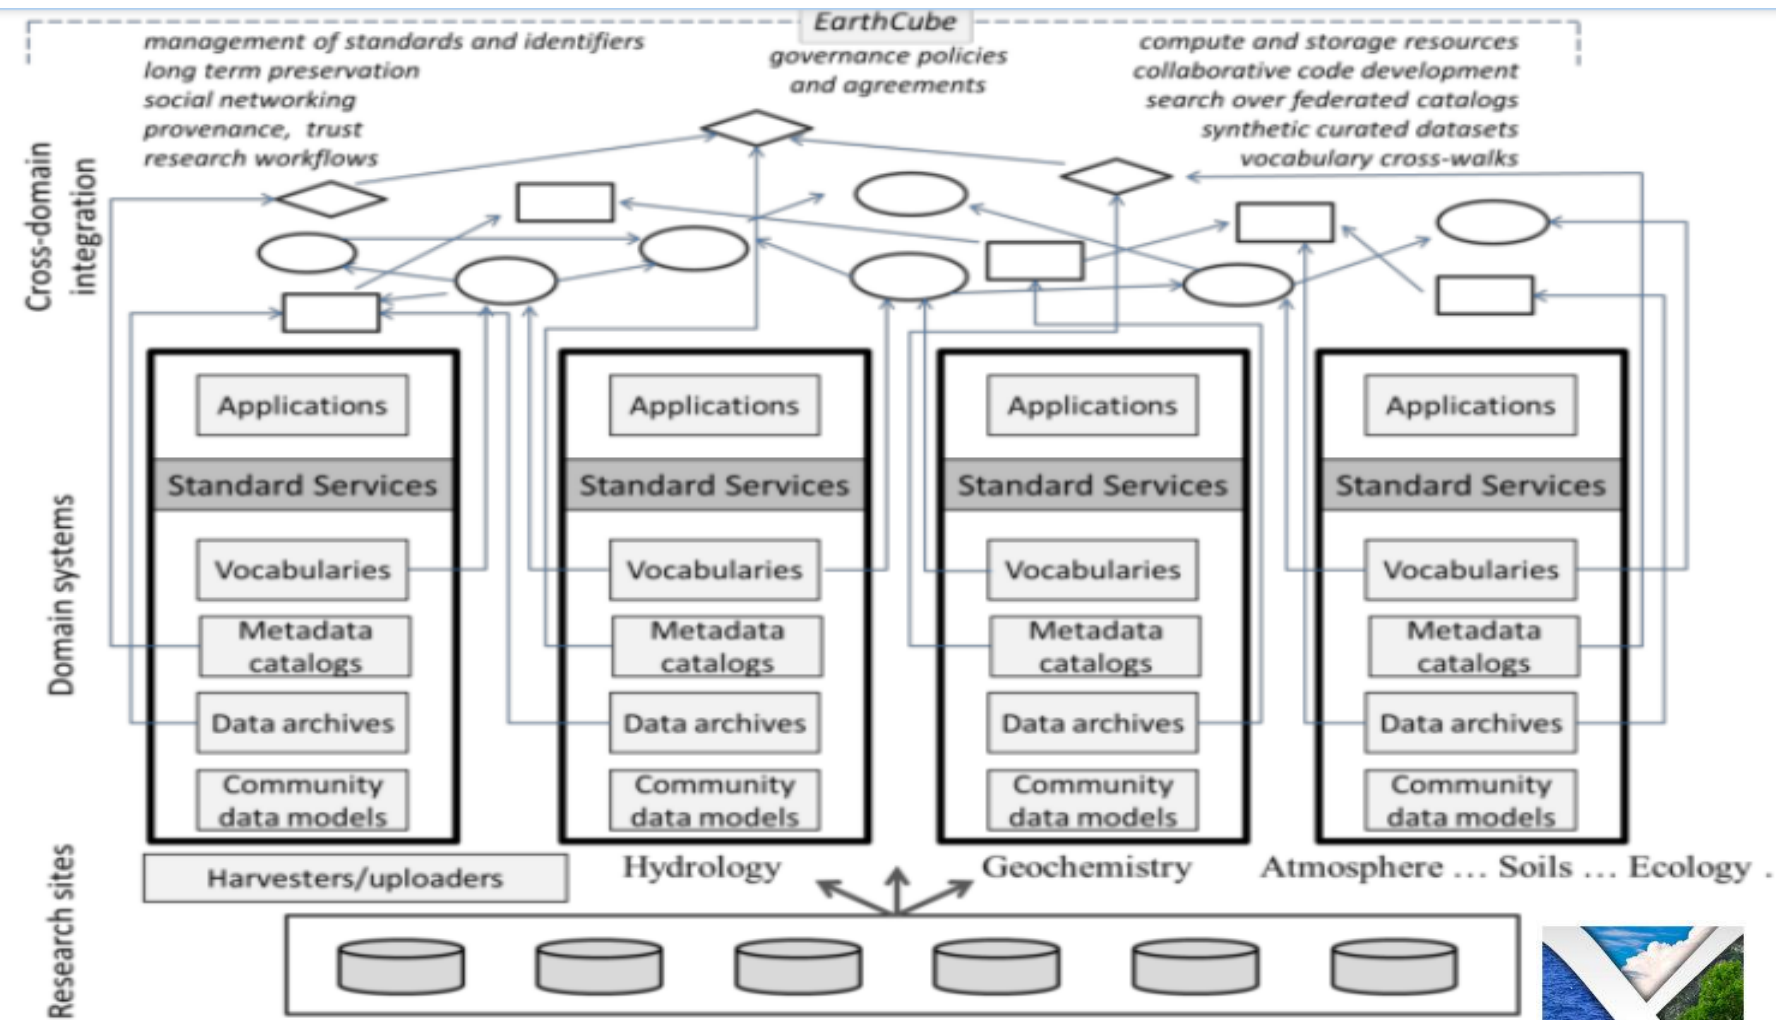 EarthCube
management of standards and identifiers
long term preservation
social networking
provenance, trust
research workflows
governance policies
and agreements
compute and storage resources
collaborative code development
search over federated catalogs
synthetic curated datasets
vocabulary cross-walks
Cross-domain
integration
Domain systems
Research sites
Applications
Standard Services
Vocabularies
Metadata
catalogs
Data archives
Community
data models
Applications
Standard Services
Vocabularies
Metadata
catalogs
Data archives
Community
data models
Applications
Standard Services
Vocabularies
Metadata
catalogs
Data archives
Community
data models
Applications
Standard Services
Vocabularies
Metadata
catalogs
Data archives
Community
data models
Harvesters/uploaders
Hydrology
Geochemistry
Atmosphere ... Soils ... Ecology .